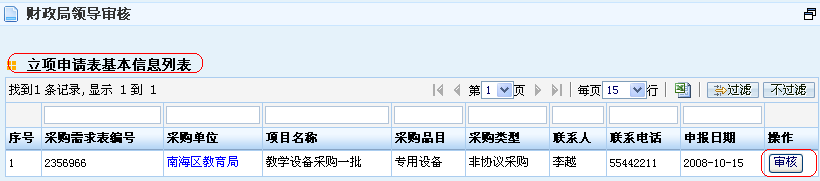 财政局领导审核
立项申请表基本信息列表
找到1 条记录, 显示 1 到 1 第 1 页 每页 15 行 过滤 不过滤
序号 采购需求表编号 采购单位 项目名称 采购品目 采购类型 联系人 联系电话 申报日期 操作
1 2356966 南海区教育局 教学设备采购一批 专用设备 非协议采购 李越 55442211 2008-10-15 审核